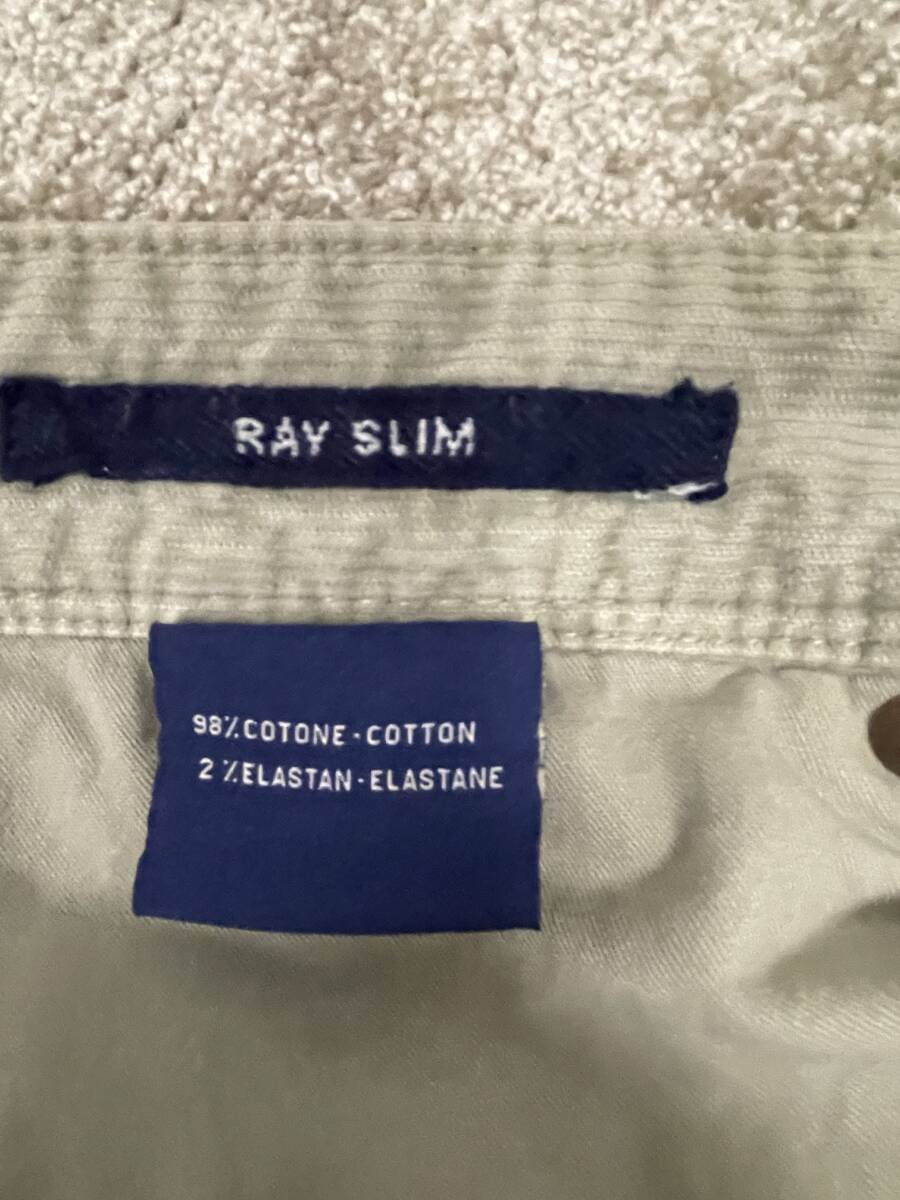 RAY SLIM
98%COTONE·COTTON
2%ELASTAN·ELASTANE